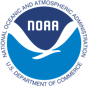 NATIONAL OCEANIC AND ATMOSPHERIC ADMINISTRATION
NOAA
U.S. DEPARTMENT OF COMMERCE